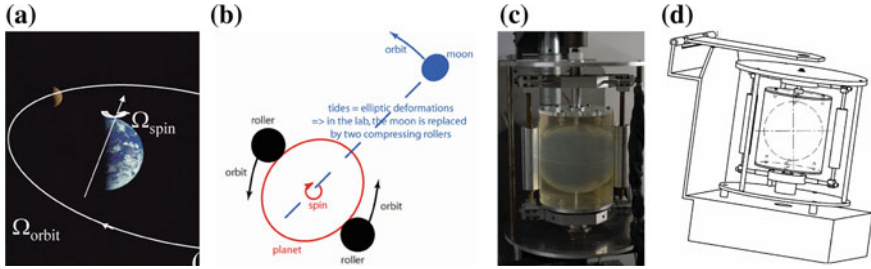 (a)
Ωspin
Ωorbit
(b)
orbit
moon
tides = elliptic deformations
=> in the lab, the moon is replaced
by two compressing rollers
roller
orbit
spin
orbit
planet
roller
(c)
(d)